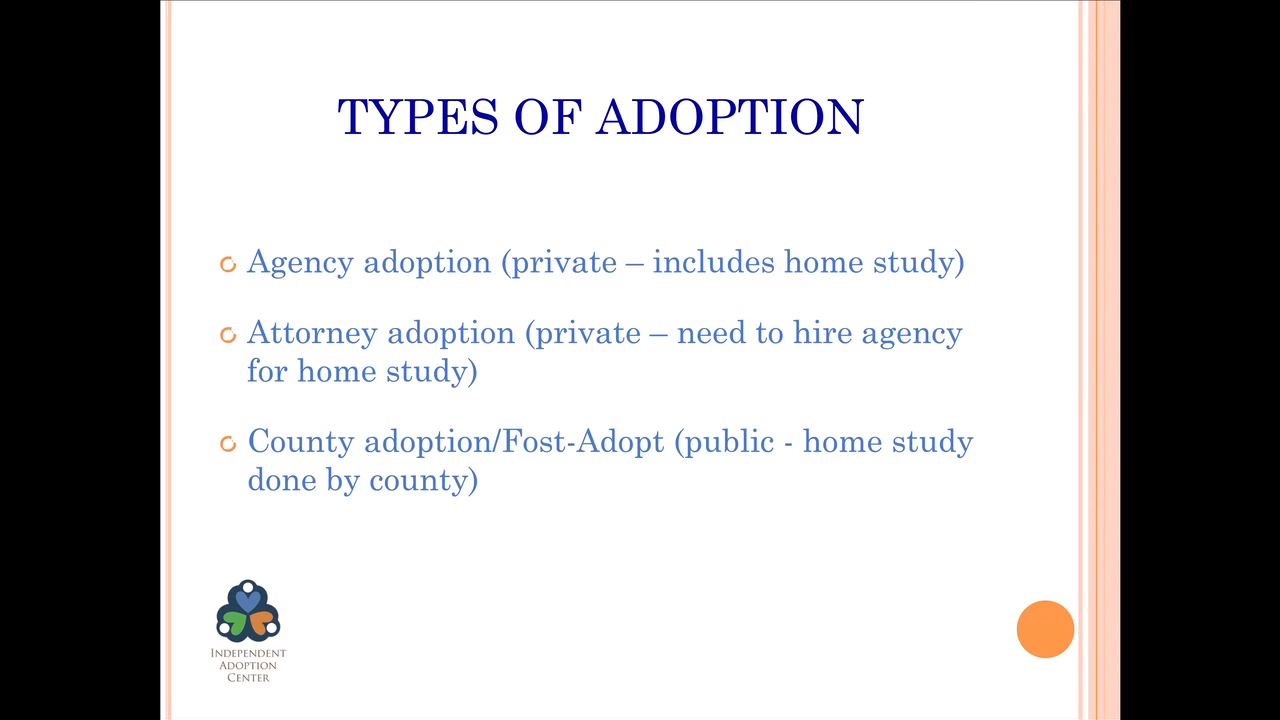 TYPES OF ADOPTION
Agency adoption (private – includes home study)
Attorney adoption (private – need to hire agency
for home study)
County adoption/Fost-Adopt (public - home study
done by county)
INDEPENDENT
ADOPTION
CENTER